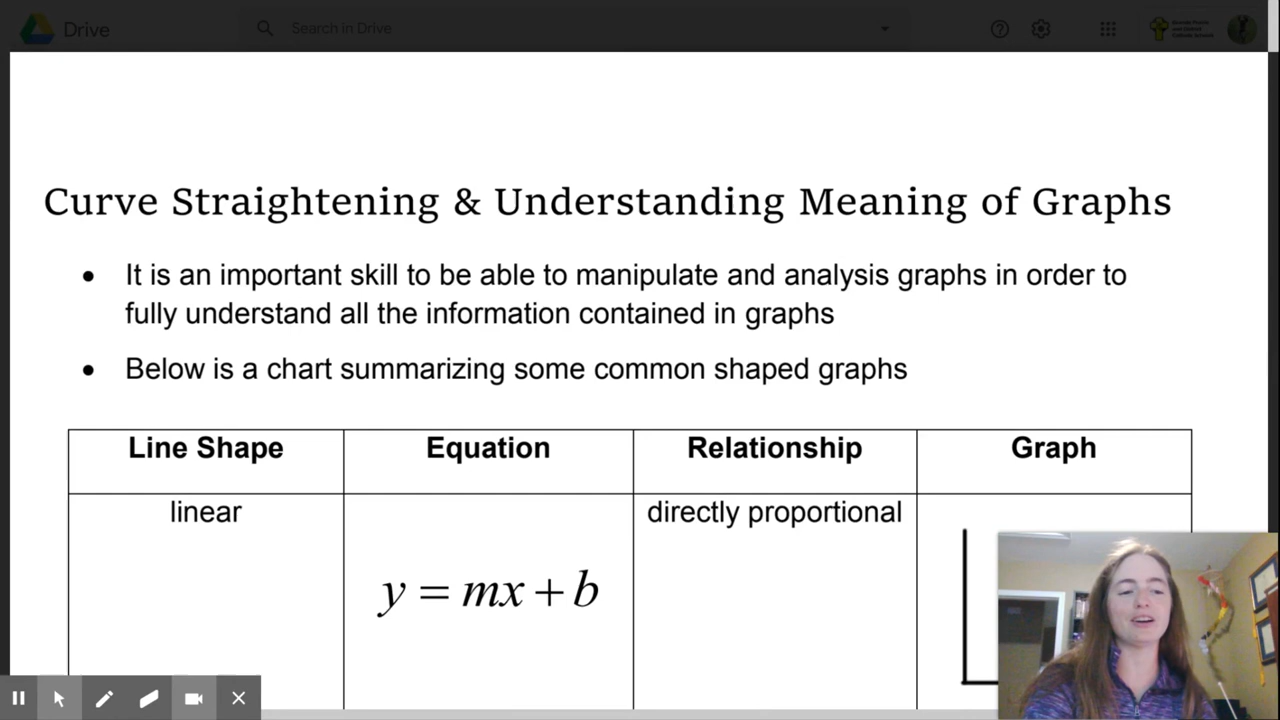 Drive
Search in Drive
Curve Straightening & Understanding Meaning of Graphs
It is an important skill to be able to manipulate and analysis graphs in order to
fully understand all the information contained in graphs
Below is a chart summarizing some common shaped graphs
Line Shape Equation Relationship Graph
linear directly proportional
y = mx + b